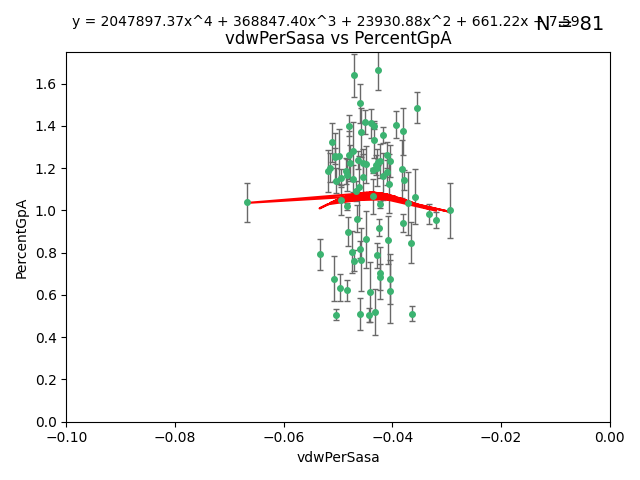 y = 2047897.37x^4 + 368847.40x^3 + 23930.88x^2 + 661.22x + 7.59
N = 81
vdwPerSasa vs PercentGpA
PercentGpA
1.6
1.4
1.2
1.0
0.8
0.6
0.4
0.2
0.0
−0.10 −0.08 −0.06 −0.04 −0.02 0.00
vdwPerSasa